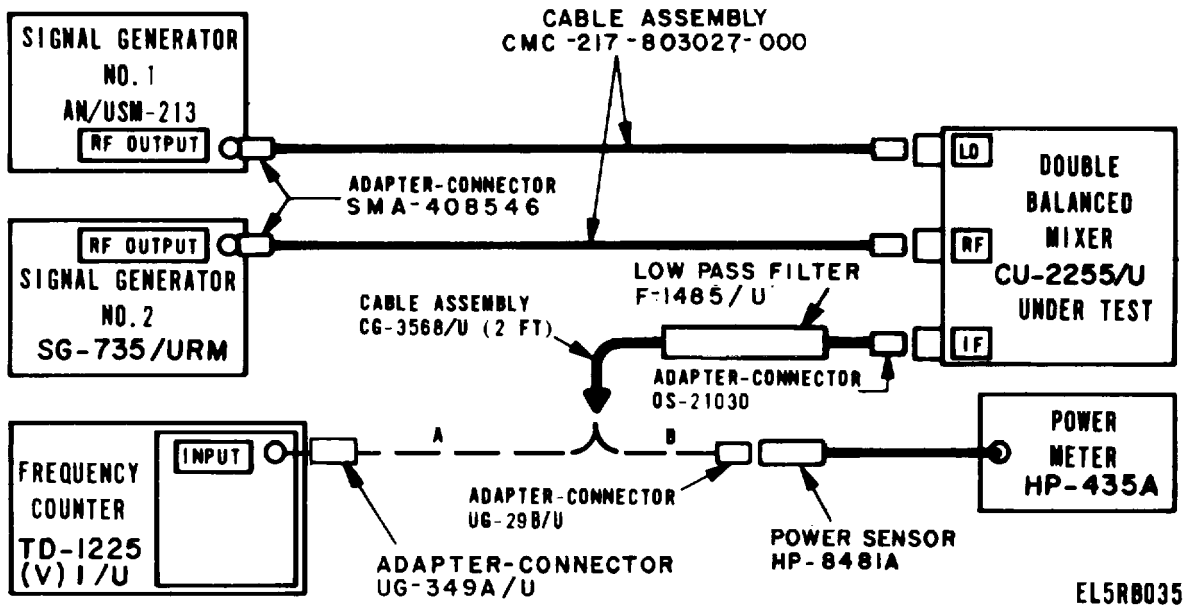 SIGNAL GENERATOR
NO. 1
AN/USM-213
RF OUTPUT
CABLE ASSEMBLY
CMC -217 -803027-000
ADAPTER-CONNECTOR
SMA-408546
LO
DOUBLE
BALANCED
MIXER
CU-2255/U
UNDER TEST
RF
IF
RF OUTPUT
SIGNAL GENERATOR
NO. 2
SG-735/URM
CABLE ASSEMBLY
CG-3568/U (2 FT)
LOW PASS FILTER
F-1485/U
ADAPTER-CONNECTOR
OS-21030
INPUT
FREQUENCY
COUNTER
TD-1225
(V) 1/U
A
B
ADAPTER-CONNECTOR
UG-349A/U
ADAPTER-CONNECTOR
UG-29B/U
POWER SENSOR
HP-8481A
POWER
METER
HP-435A
EL5RB035